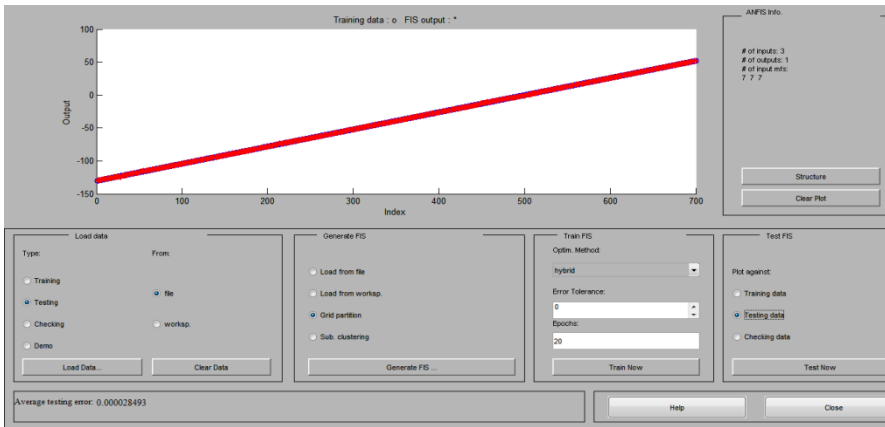 Training data : o   FIS output : *
100
50
0
-50
-100
-150
Output
0
100
200
300
400
500
600
700
Index
ANFIS Info.
# of inputs: 3
# of outputs: 1
# of input mfs:
7 7 7
Structure
Clear Plot
Load data
Type:
From:
Training
Testing
Checking
Demo
file
worksp.
Load Data...
Clear Data
Generate FIS
Load from file
Load from worksp.
Grid partition
Sub. clustering
Generate FIS ...
Train FIS
Optim. Method:
hybrid
Error Tolerance:
0
Epochs:
20
Train Now
Test FIS
Plot against:
Training data
Testing data
Checking data
Test Now
Average testing error: 0.000028493
Help
Close